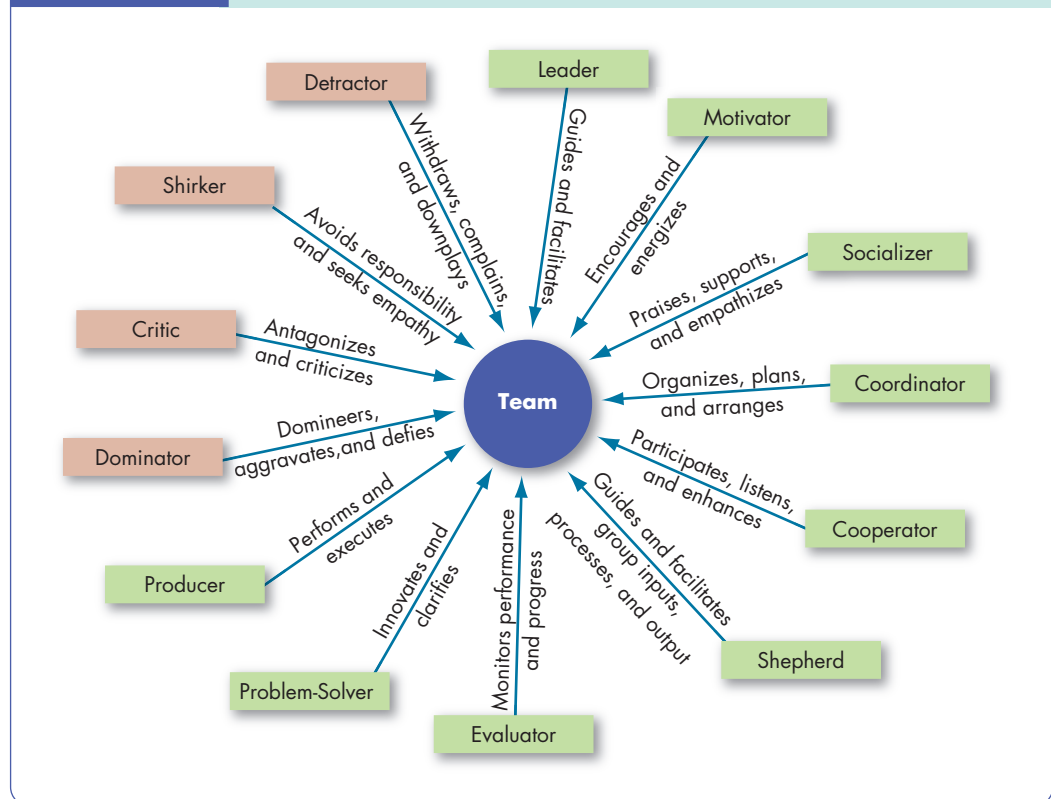 Leader
Guides and facilitates
Motivator
Encourages and
energizes
Socializer
Praises, supports,
and empathizes
Coordinator
Organizes, plans,
and arranges
Cooperator
Participates, listens,
and enhances
Shepherd
Guides and facilitates
group inputs,
processes, and output
Evaluator
Monitors performance
and progress
Problem-Solver
Innovates and
clarifies
Producer
Performs and
executes
Dominator
Domineers,
aggravates,and defies
Critic
Antagonizes
and criticizes
Shirker
Avoids responsibility
and seeks empathy
Detractor
Withdraws, complains,
and downplays
Team